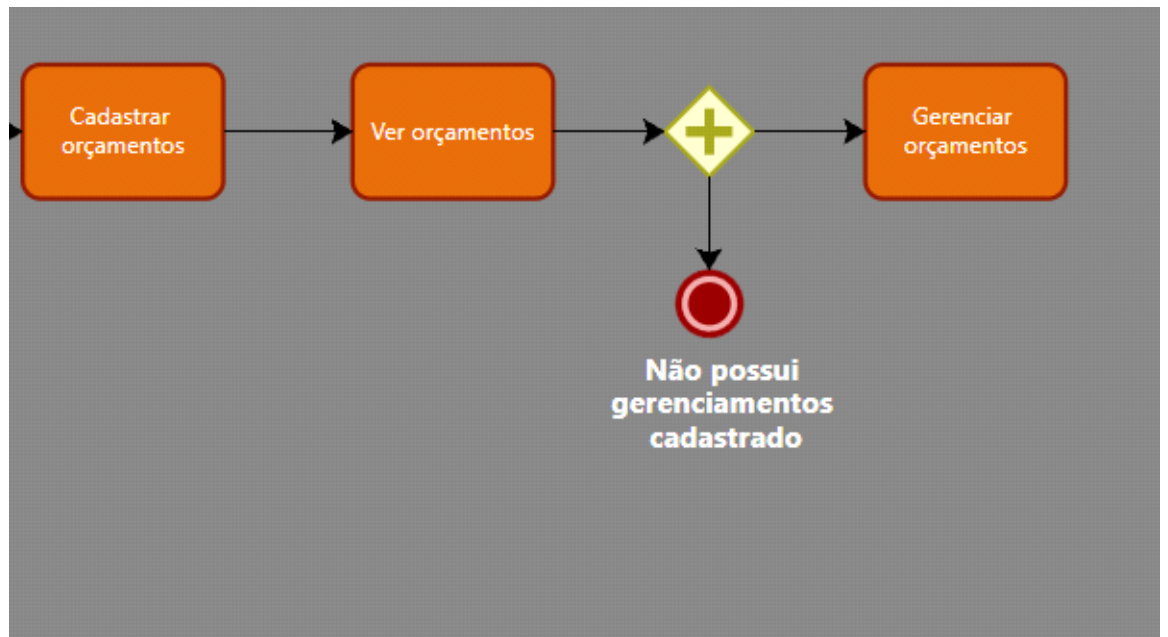 Cadastrar
orçamentos
Ver orçamentos
Gerenciar
orçamentos
Não possui
gerenciamentos
cadastrado